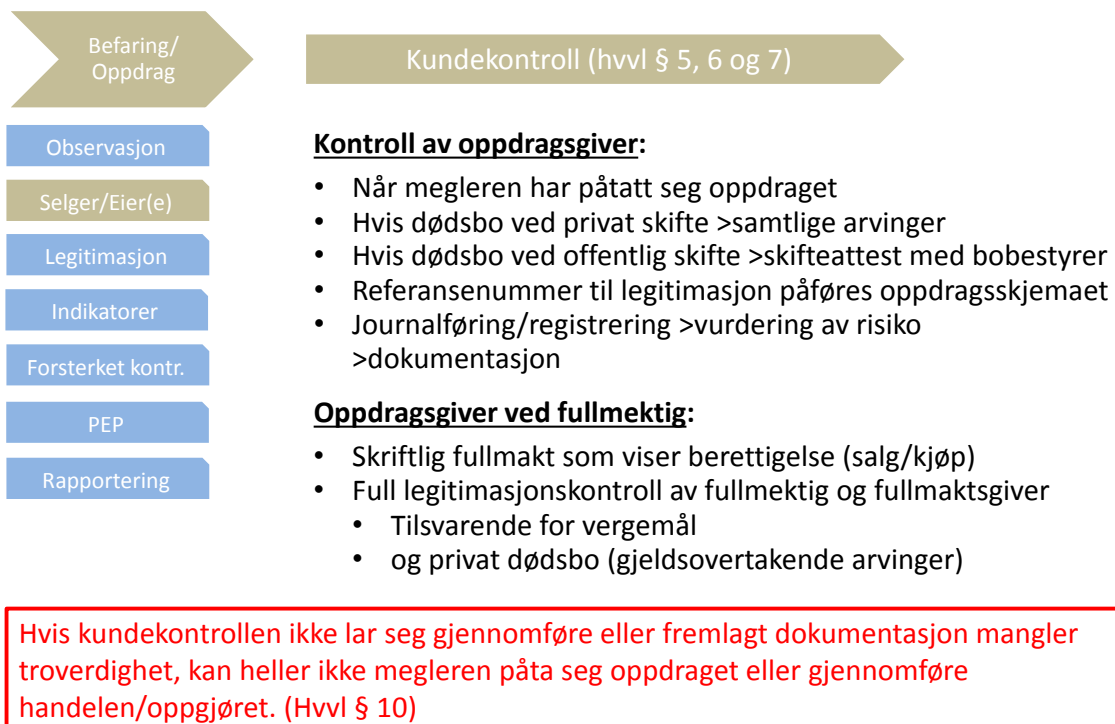 Befaring/
Oppdrag
Kundekontroll (hvvl § 5, 6 og 7)
Observasjon
Selger/Eier(e)
Legitimasjon
Indikatorer
Forsterket kontr.
PEP
Rapportering
Kontroll av oppdragsgiver:
• Når megleren har påtatt seg oppdraget
• Hvis dødsbo ved privat skifte >samtlige arvinger
• Hvis dødsbo ved offentlig skifte >skifteattest med bobestyrer
• Referansenummer til legitimasjon påføres oppdragsskjemaet
• Journalføring/registrering >vurdering av risiko
>dokumentasjon
Oppdragsgiver ved fullmektig:
• Skriftlig fullmakt som viser berettigelse (salg/kjøp)
• Full legitimasjonskontroll av fullmektig og fullmaktsgiver
• Tilsvarende for vergemål
• og privat dødsbo (gjeldsovertakende arvinger)
Hvis kundekontrollen ikke lar seg gjennomføre eller fremlagt dokumentasjon mangler
troverdighet, kan heller ikke megleren påta seg oppdraget eller gjennomføre
handelen/oppgjøret. (Hvvl § 10)